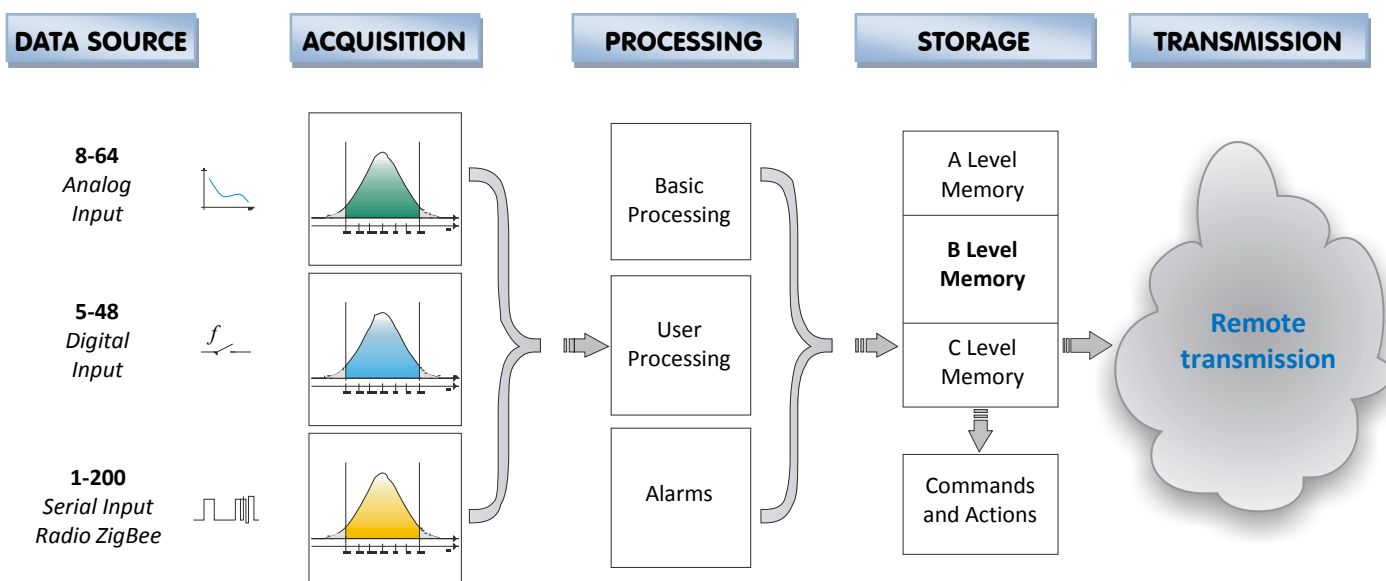 DATA SOURCE
ACQUISITION
PROCESSING
STORAGE
TRANSMISSION
8-64
Analog
Input
5-48
Digital
Input
f
1-200
Serial Input
Radio ZigBee
Basic
Processing
User
Processing
Alarms
A Level
Memory
B Level
Memory
C Level
Memory
Commands
and Actions
Remote
transmission